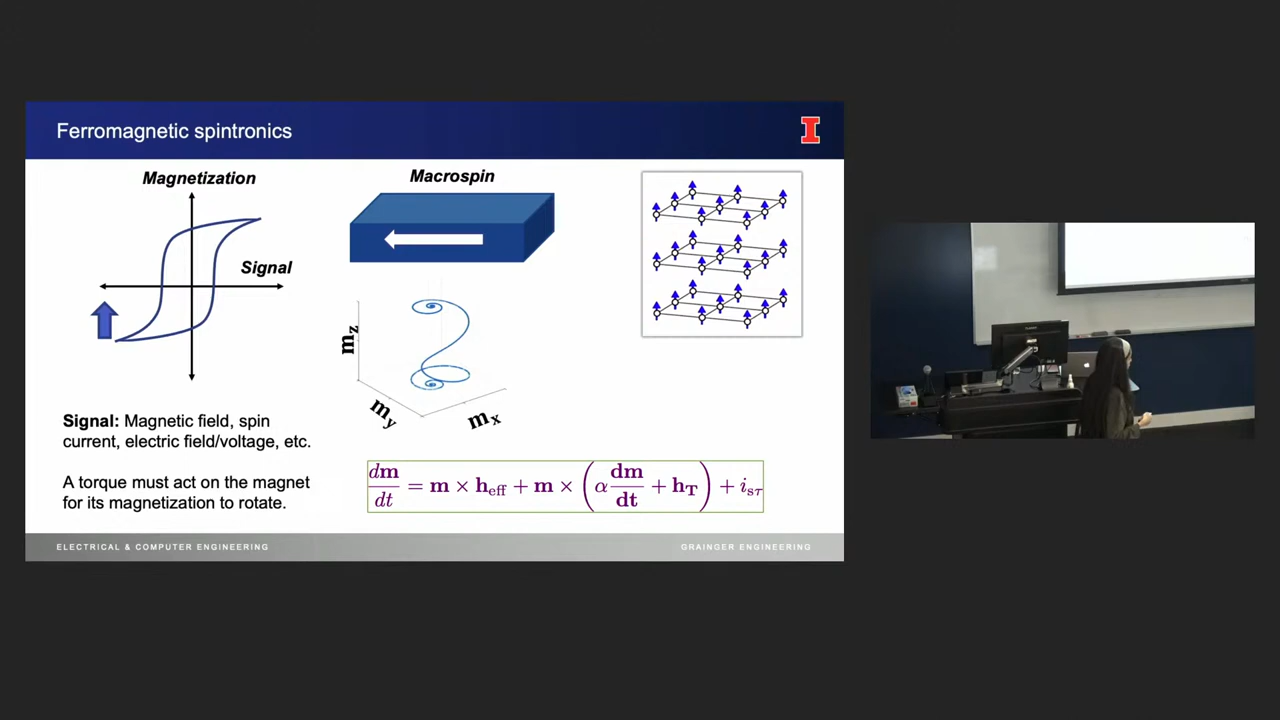 Ferromagnetic spintronics
I
Magnetization
Signal
Macrospin
m_z
m_y
m_x
Signal: Magnetic field, spin
current, electric field/voltage, etc.
A torque must act on the magnet
for its magnetization to rotate.
dm/dt = m × h_eff + m × (α dm/dt + h_T) + i_sτ
ELECTRICAL & COMPUTER ENGINEERING
GRAINGER ENGINEERING